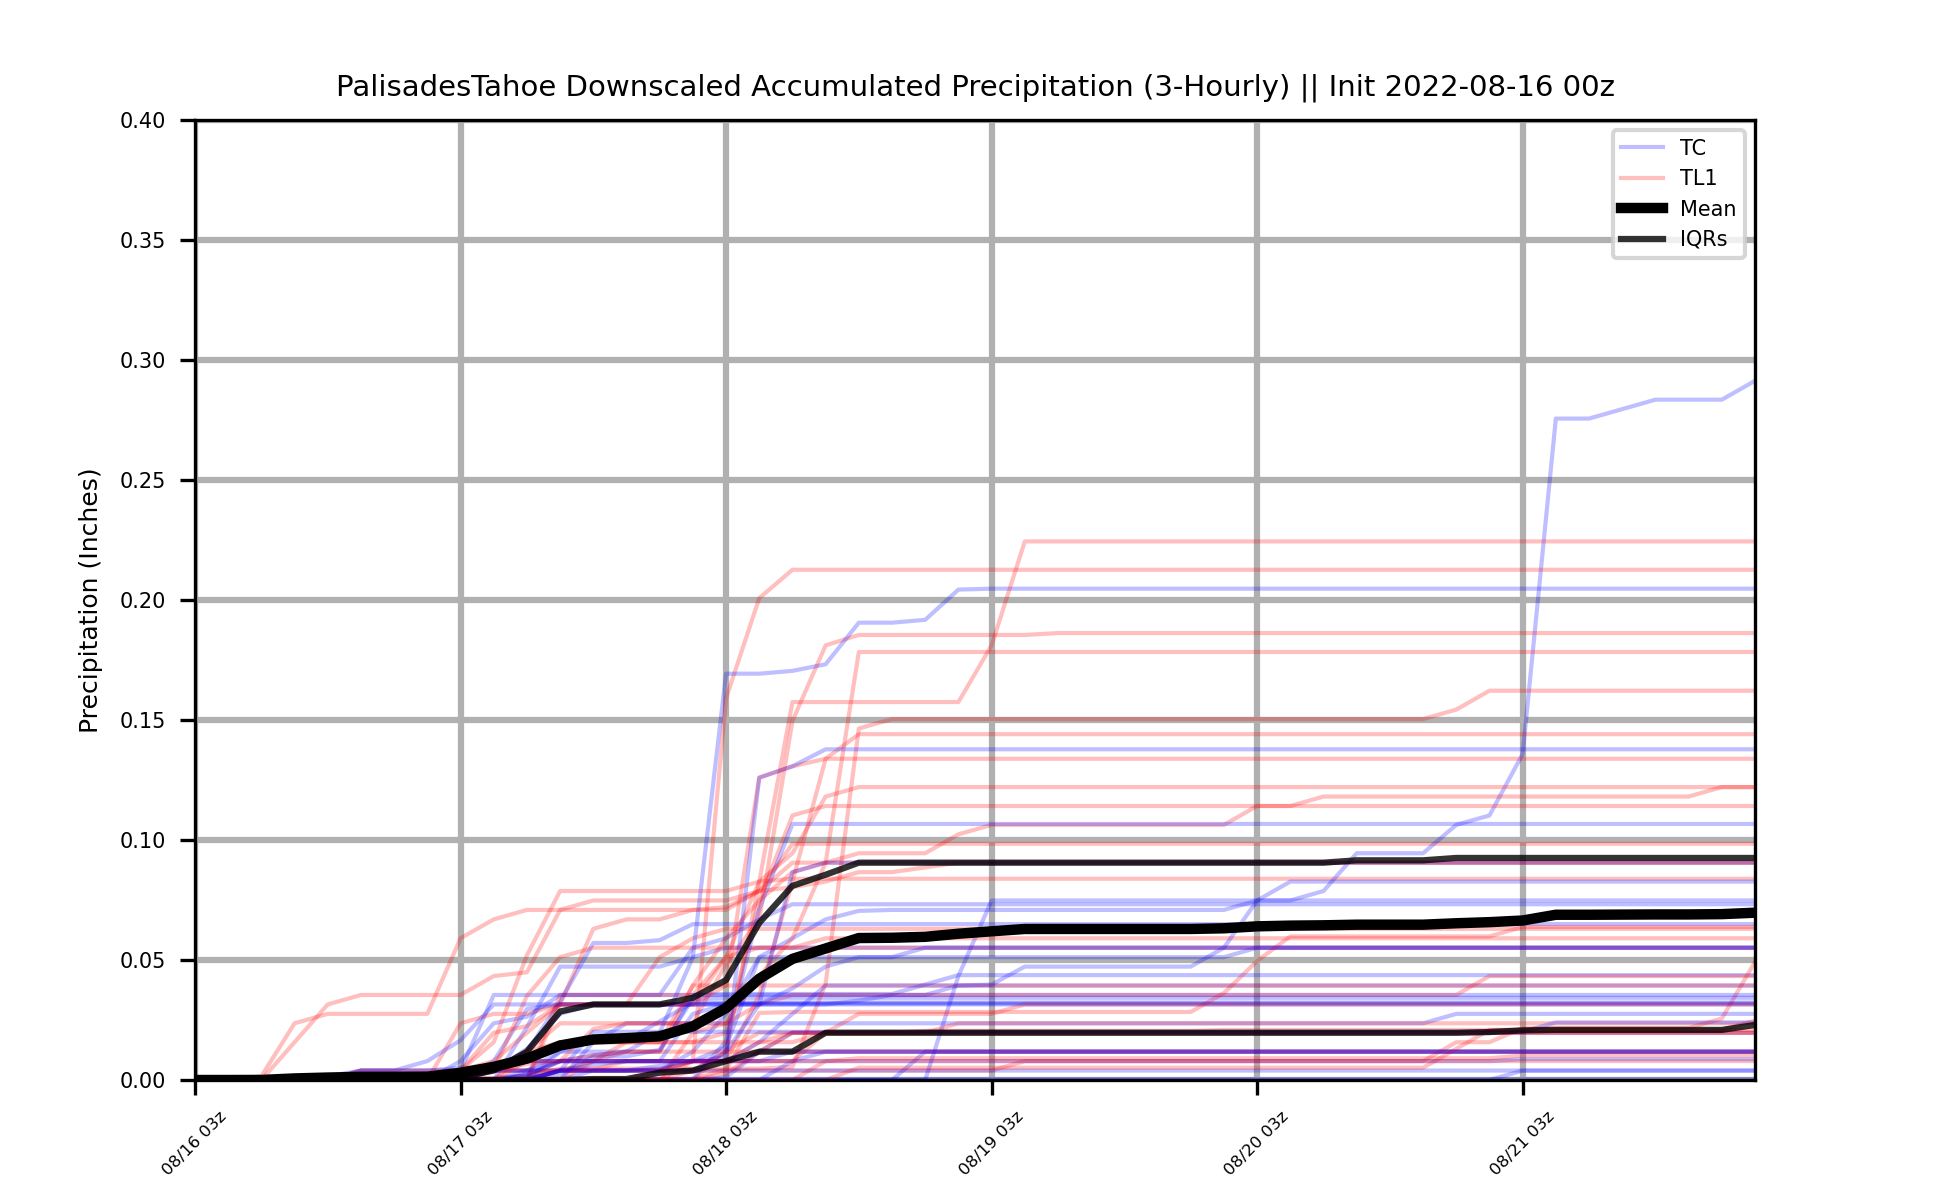 PalisadesTahoe Downscaled Accumulated Precipitation (3-Hourly) || Init 2022-08-16 00z
Precipitation (Inches)
0.40
0.35
0.30
0.25
0.20
0.15
0.10
0.05
0.00
TC
TL1
Mean
IQRs
08/16 03z
08/17 03z
08/18 03z
08/19 03z
08/20 03z
08/21 03z